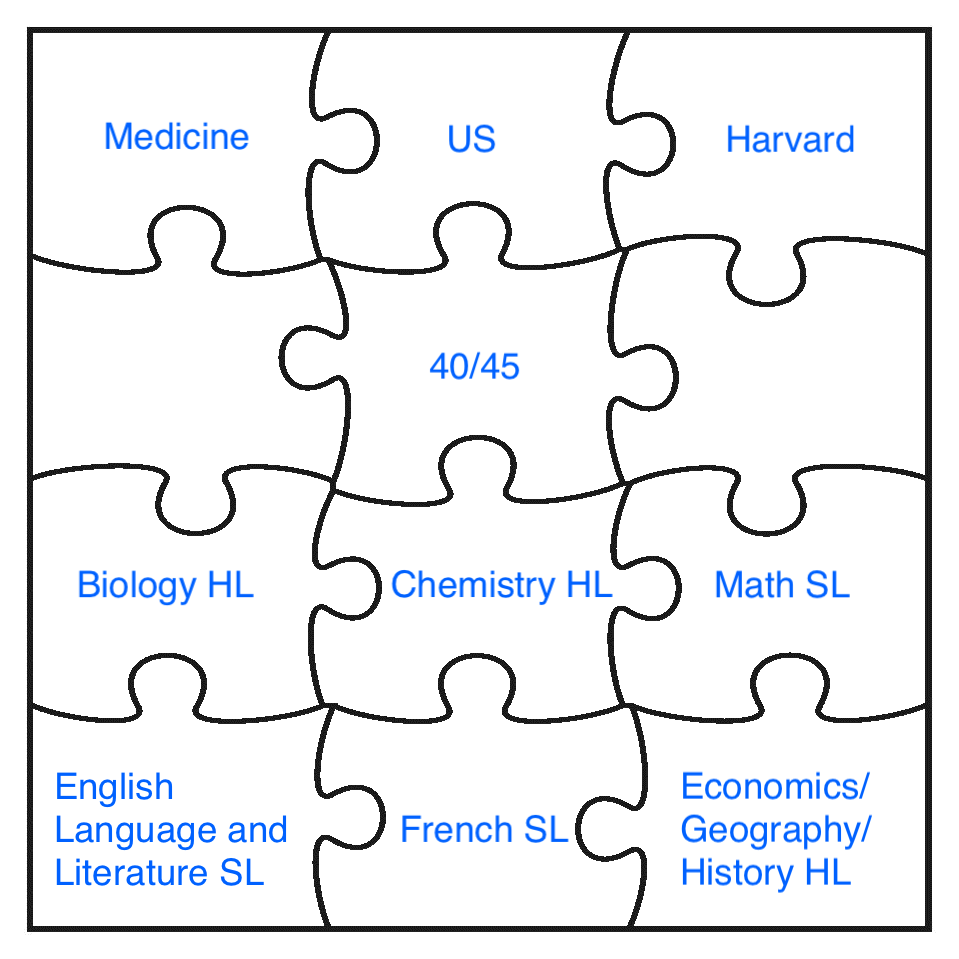 Medicine
US
Harvard
40/45
Biology HL
Chemistry HL
Math SL
English
Language and
Literature SL
French SL
Economics/
Geography/
History HL